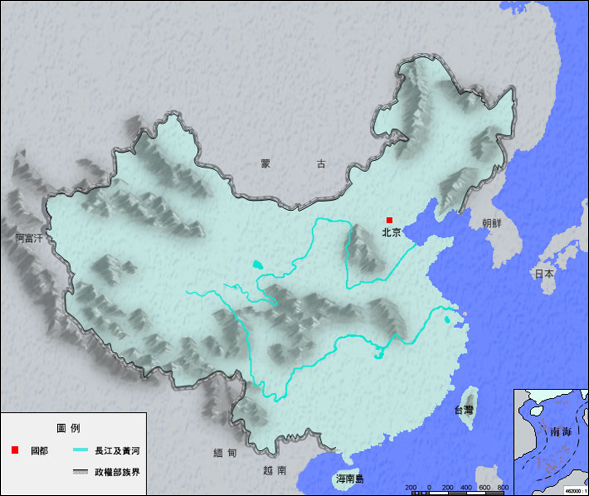 蒙 古
北京
朝鮮
阿富汗
日本
台灣
南海
圖 例
國都
長江及黃河
政權部族界
緬 甸
越 南
海南島
200 0 200 400 600 800